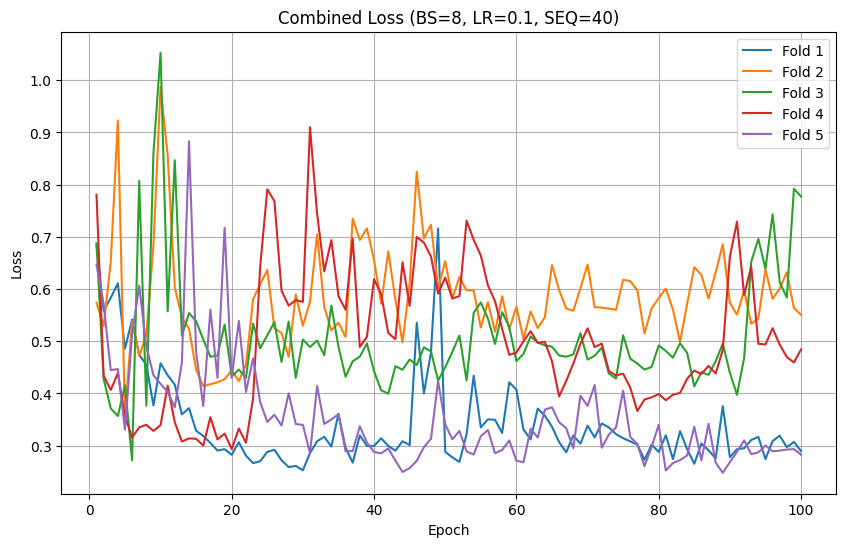 Combined Loss (BS=8, LR=0.1, SEQ=40)
Fold 1
Fold 2
Fold 3
Fold 4
Fold 5
Loss
1.0
0.9
0.8
0.7
0.6
0.5
0.4
0.3
0 20 40 60 80 100
Epoch